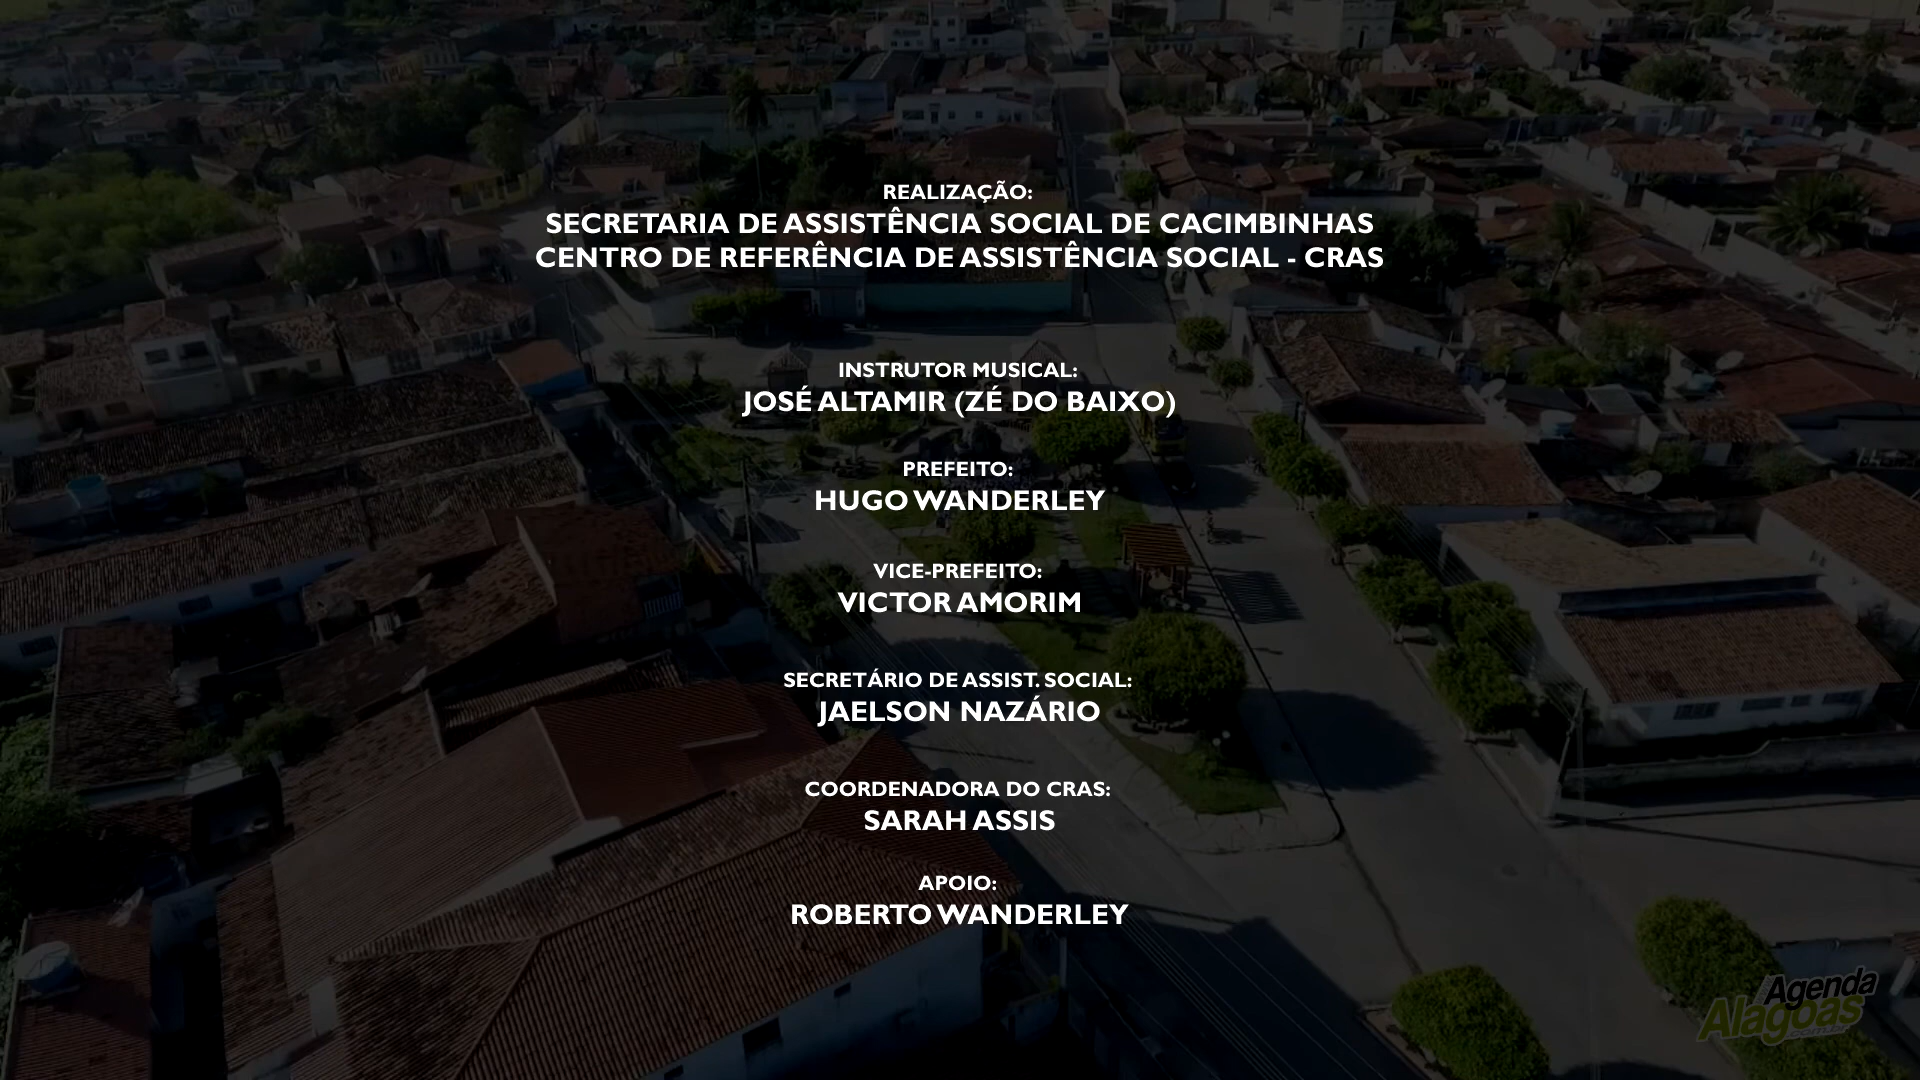 REALIZAÇÃO:
SECRETARIA DE ASSISTÊNCIA SOCIAL DE CACIMBINHAS
CENTRO DE REFERÊNCIA DE ASSISTÊNCIA SOCIAL - CRAS
INSTRUTOR MUSICAL:
JOSÉ ALTAMIR (ZÉ DO BAIXO)
PREFEITO:
HUGO WANDERLEY
VICE-PREFEITO:
VICTOR AMORIM
SECRETÁRIO DE ASSIST. SOCIAL:
JAELSON NAZÁRIO
COORDENADORA DO CRAS:
SARAH ASSIS
APOIO:
ROBERTO WANDERLEY
Agenda
Alagoas
.com.br